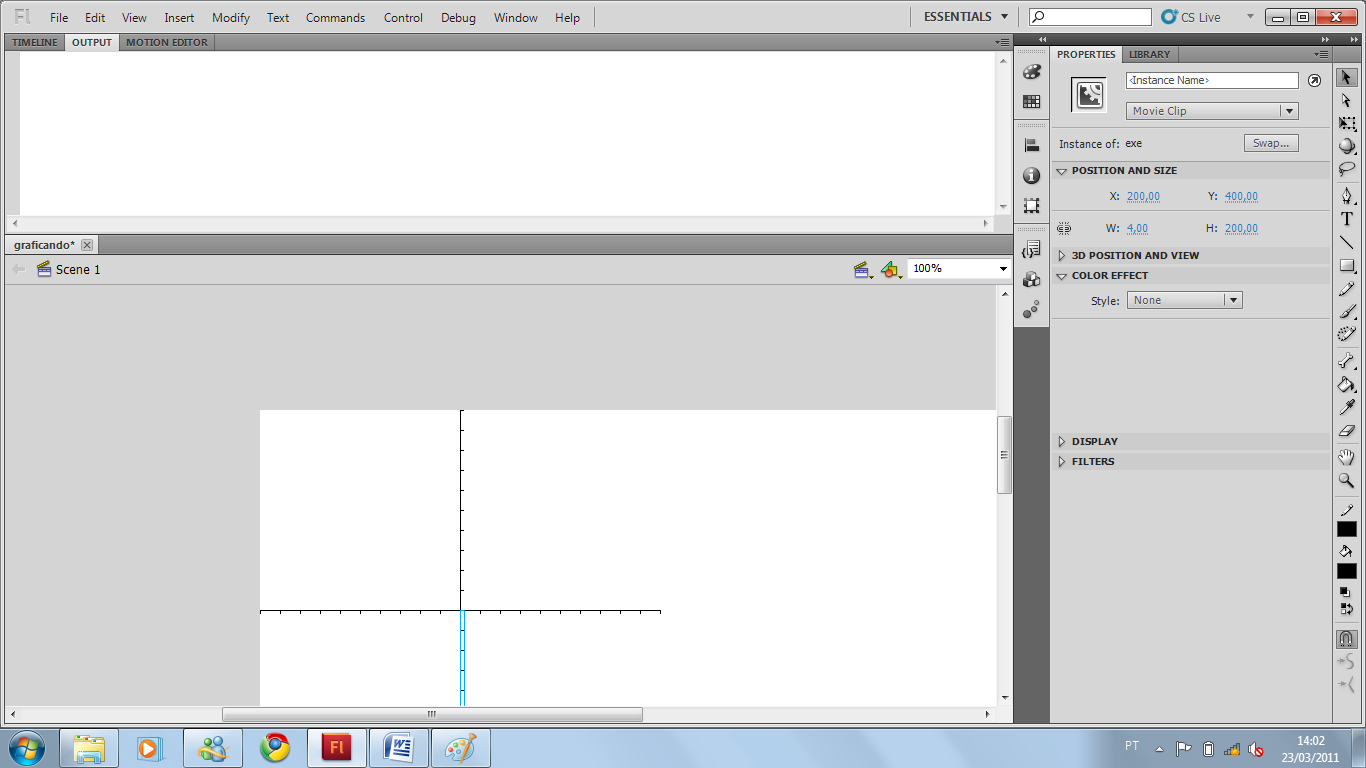 Fl File Edit View Insert Modify Text Commands Control Debug Window Help ESSENTIALS CS Live
TIMELINE OUTPUT MOTION EDITOR
PROPERTIES LIBRARY
<Instance Name>
Movie Clip
Instance of: exe Swap...
POSITION AND SIZE
X: 200,00 Y: 400,00
W: 4,00 H: 200,00
3D POSITION AND VIEW
COLOR EFFECT
Style: None
DISPLAY
FILTERS
T
graficando*
Scene 1 100%
Fl
W
PT
14:02
23/03/2011